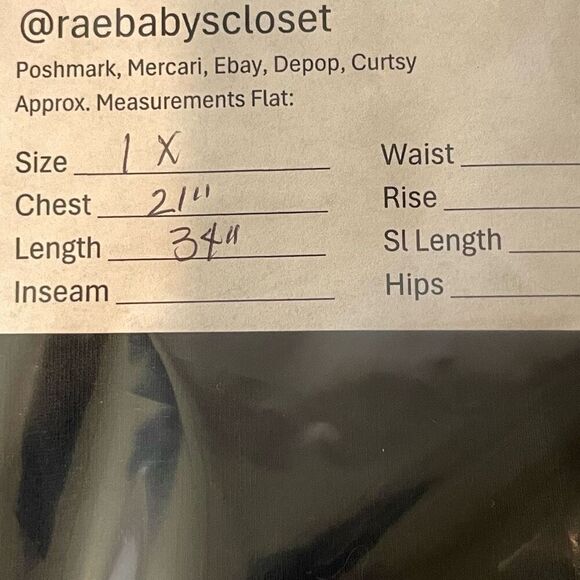 @raebabyscloset
Poshmark, Mercari, Ebay, Depop, Curtsy
Approx. Measurements Flat:
Size 1X Waist
Chest 21" Rise
Length 34" Sl Length
Inseam Hips